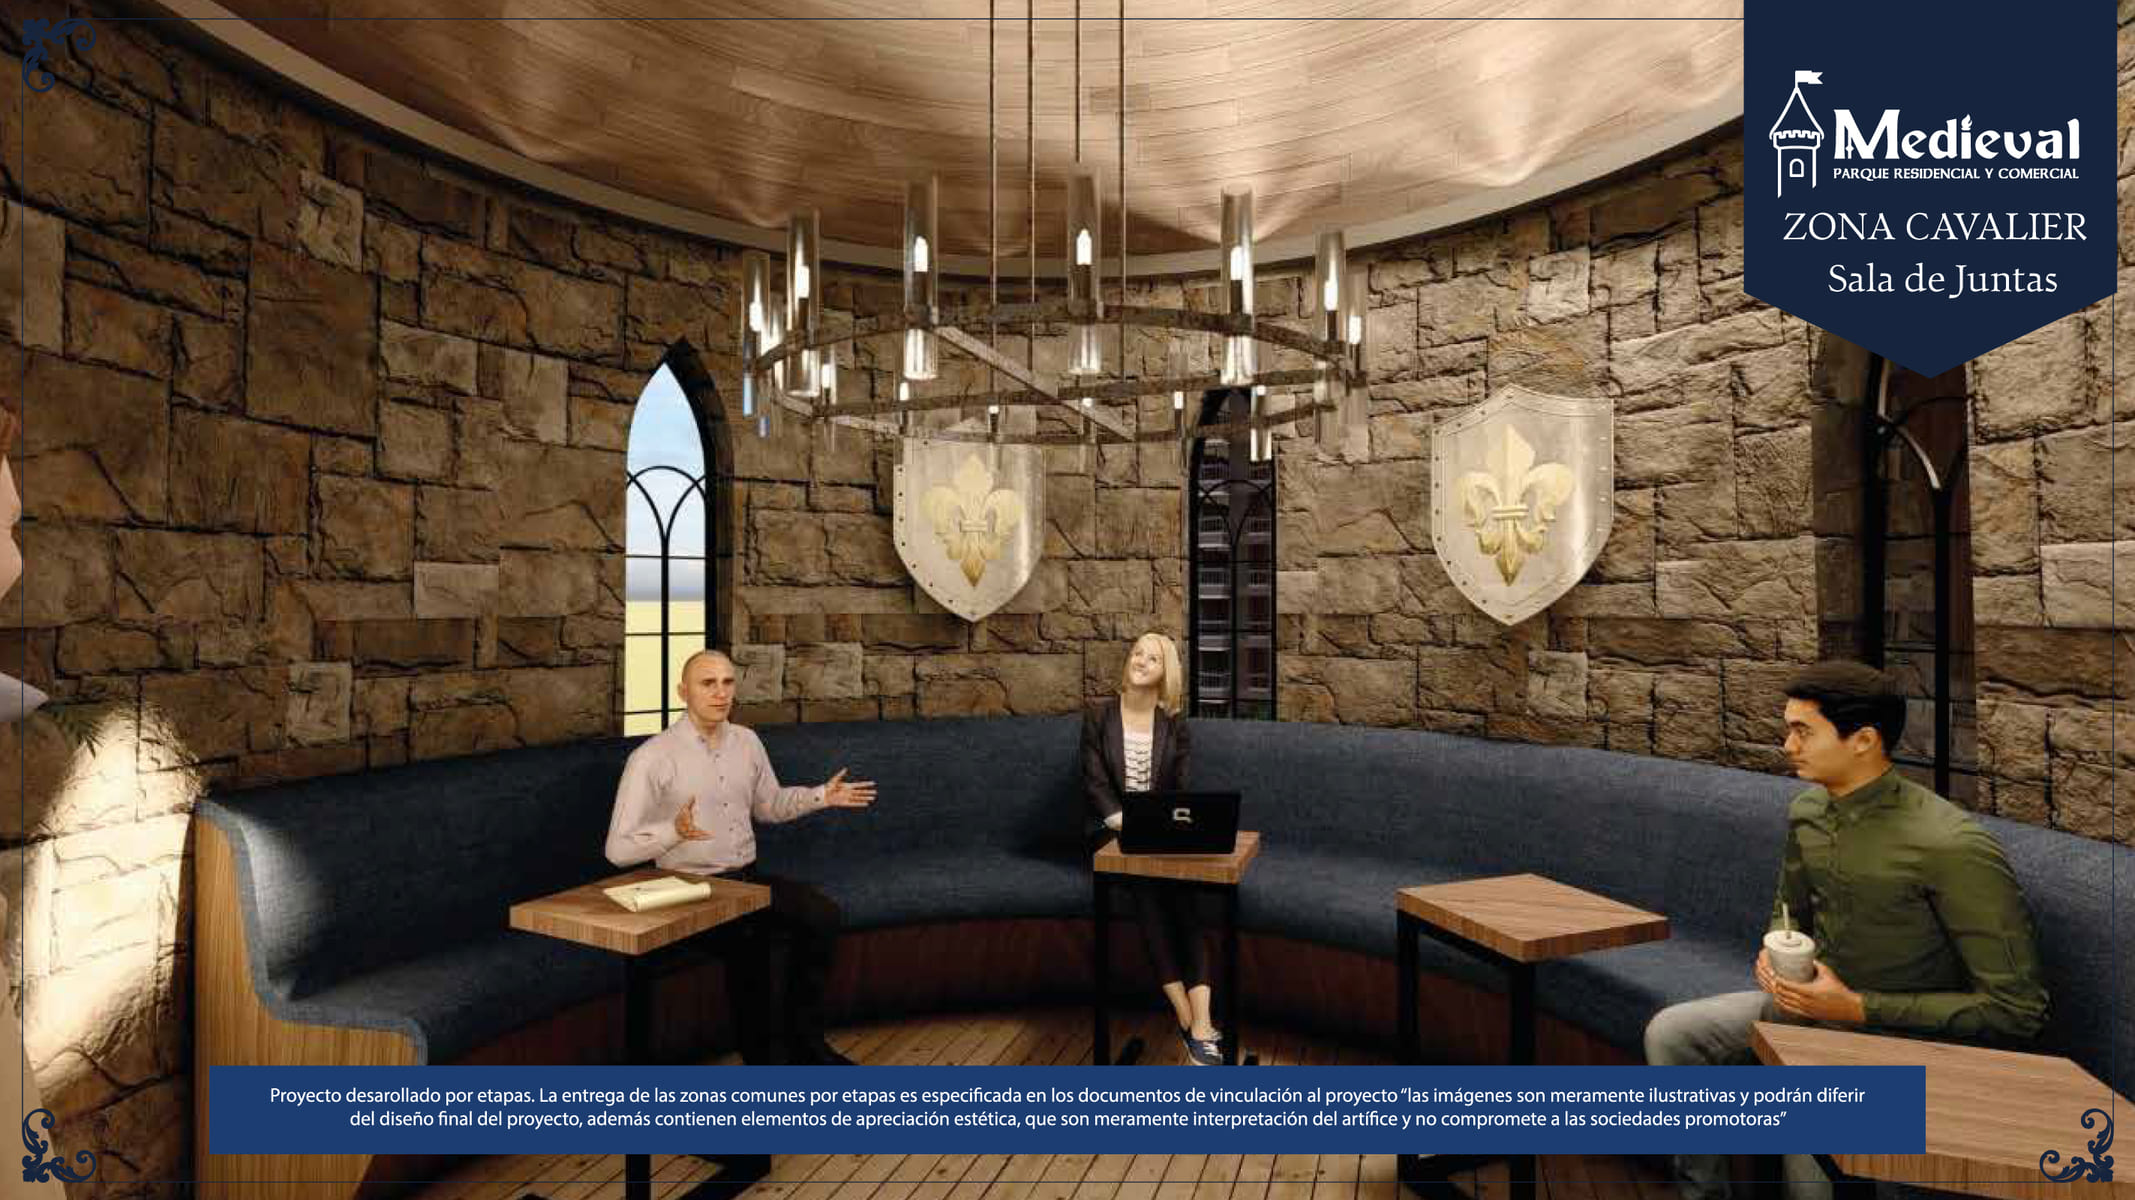 Medieval
PARQUE RESIDENCIAL Y COMERCIAL
ZONA CAVALIER
Sala de Juntas
Proyecto desarollado por etapas. La entrega de las zonas comunes por etapas es especificada en los documentos de vinculación al proyecto “las imágenes son meramente ilustrativas y podrán diferir
del diseño final del proyecto, además contienen elementos de apreciación estética, que son meramente interpretación del artífice y no compromete a las sociedades promotoras”